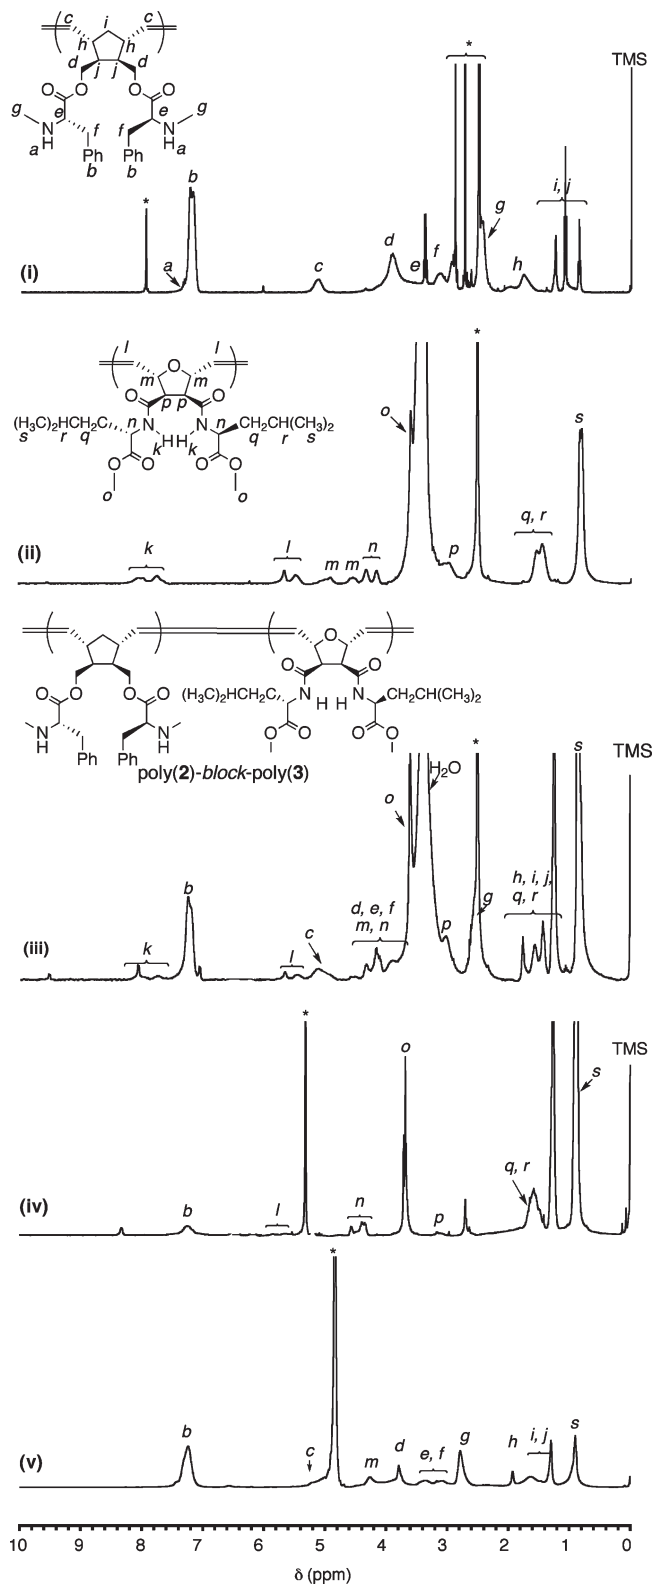 c i c
h h
d j j d
O O
O O
g e e g
N f f N
H H
a Ph Ph a
b b
*
TMS
(i)
*
a
b
c
d
e
f
g
h
i, j
l O l
m m
O p p O
(H₃C)₂HCH₂C n N N n CH₂CH(CH₃)₂
s r q HH q r s
k k
O O O O
o o
(ii)
k
l
m m
n
o
p
*
q, r
s
O
O O
O O
N N
H H
Ph Ph
O O
(H₃C)₂HCH₂C N N CH₂CH(CH₃)₂
H H
O O O O
poly(2)-block-poly(3)
(iii)
k
b
l
c
d, e, f
m, n
o
H₂O
p
*
g
h, i, j,
q, r
s
TMS
(iv)
b
l
*
n
o
p
q, r
s
TMS
(v)
b
c
*
m
d
e, f
g
h
i, j
s
10 9 8 7 6 5 4 3 2 1 0
δ (ppm)